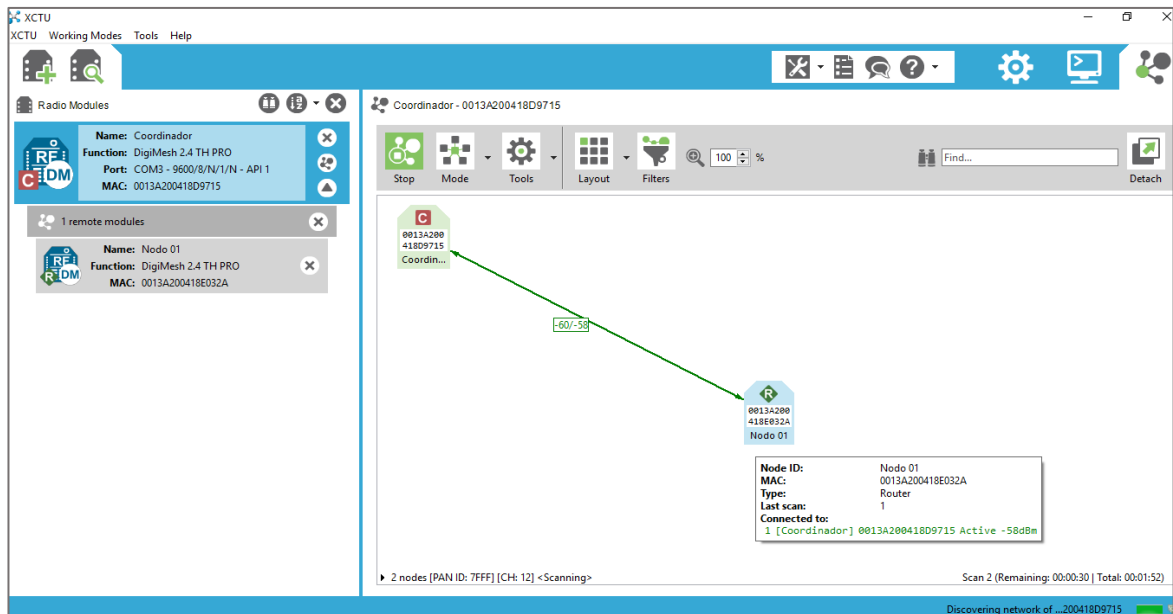 XCTU
XCTU Working Modes Tools Help
Radio Modules
Name: Coordinador
Function: DigiMesh 2.4 TH PRO
Port: COM3 - 9600/8/N/1/N - API 1
MAC: 0013A200418D9715
RF
C
DM
1 remote modules
Name: Nodo 01
Function: DigiMesh 2.4 TH PRO
MAC: 0013A200418E032A
RF
R
DM
Coordinador - 0013A200418D9715
100 %
Find...
Stop Mode Tools Layout Filters Detach
C
0013A200
418D9715
Coordin...
-60/-58
R
0013A200
418E032A
Nodo 01
Node ID: Nodo 01
MAC: 0013A200418E032A
Type: Router
Last scan: 1
Connected to:
1 [Coordinador] 0013A200418D9715 Active -58dBm
2 nodes [PAN ID: 7FFF] [CH: 12] <Scanning>
Scan 2 (Remaining: 00:00:30 | Total: 00:01:52)
Discovering network of ...200418D9715